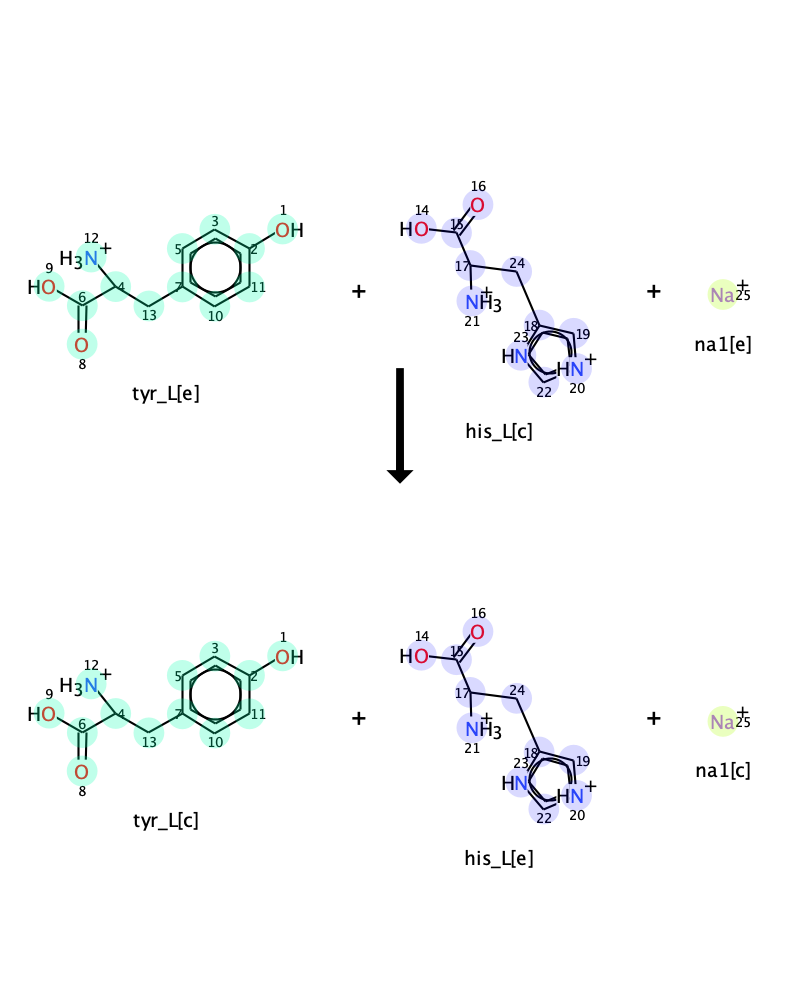 1
OH
3
12
H₃N+
5
2
9
HO
6
4
7
11
13
10
O
8
tyr_L[e]
+
16
O
14
HO
15
17
24
NH₃+
21
18
19
23
HN
HN+
22
20
his_L[c]
+
Na+
25
na1[e]
1
OH
3
12
H₃N+
5
2
9
HO
6
4
7
11
13
10
O
8
tyr_L[c]
+
16
O
14
HO
15
17
24
NH₃+
21
18
19
23
HN
HN+
22
20
his_L[e]
+
Na+
25
na1[c]